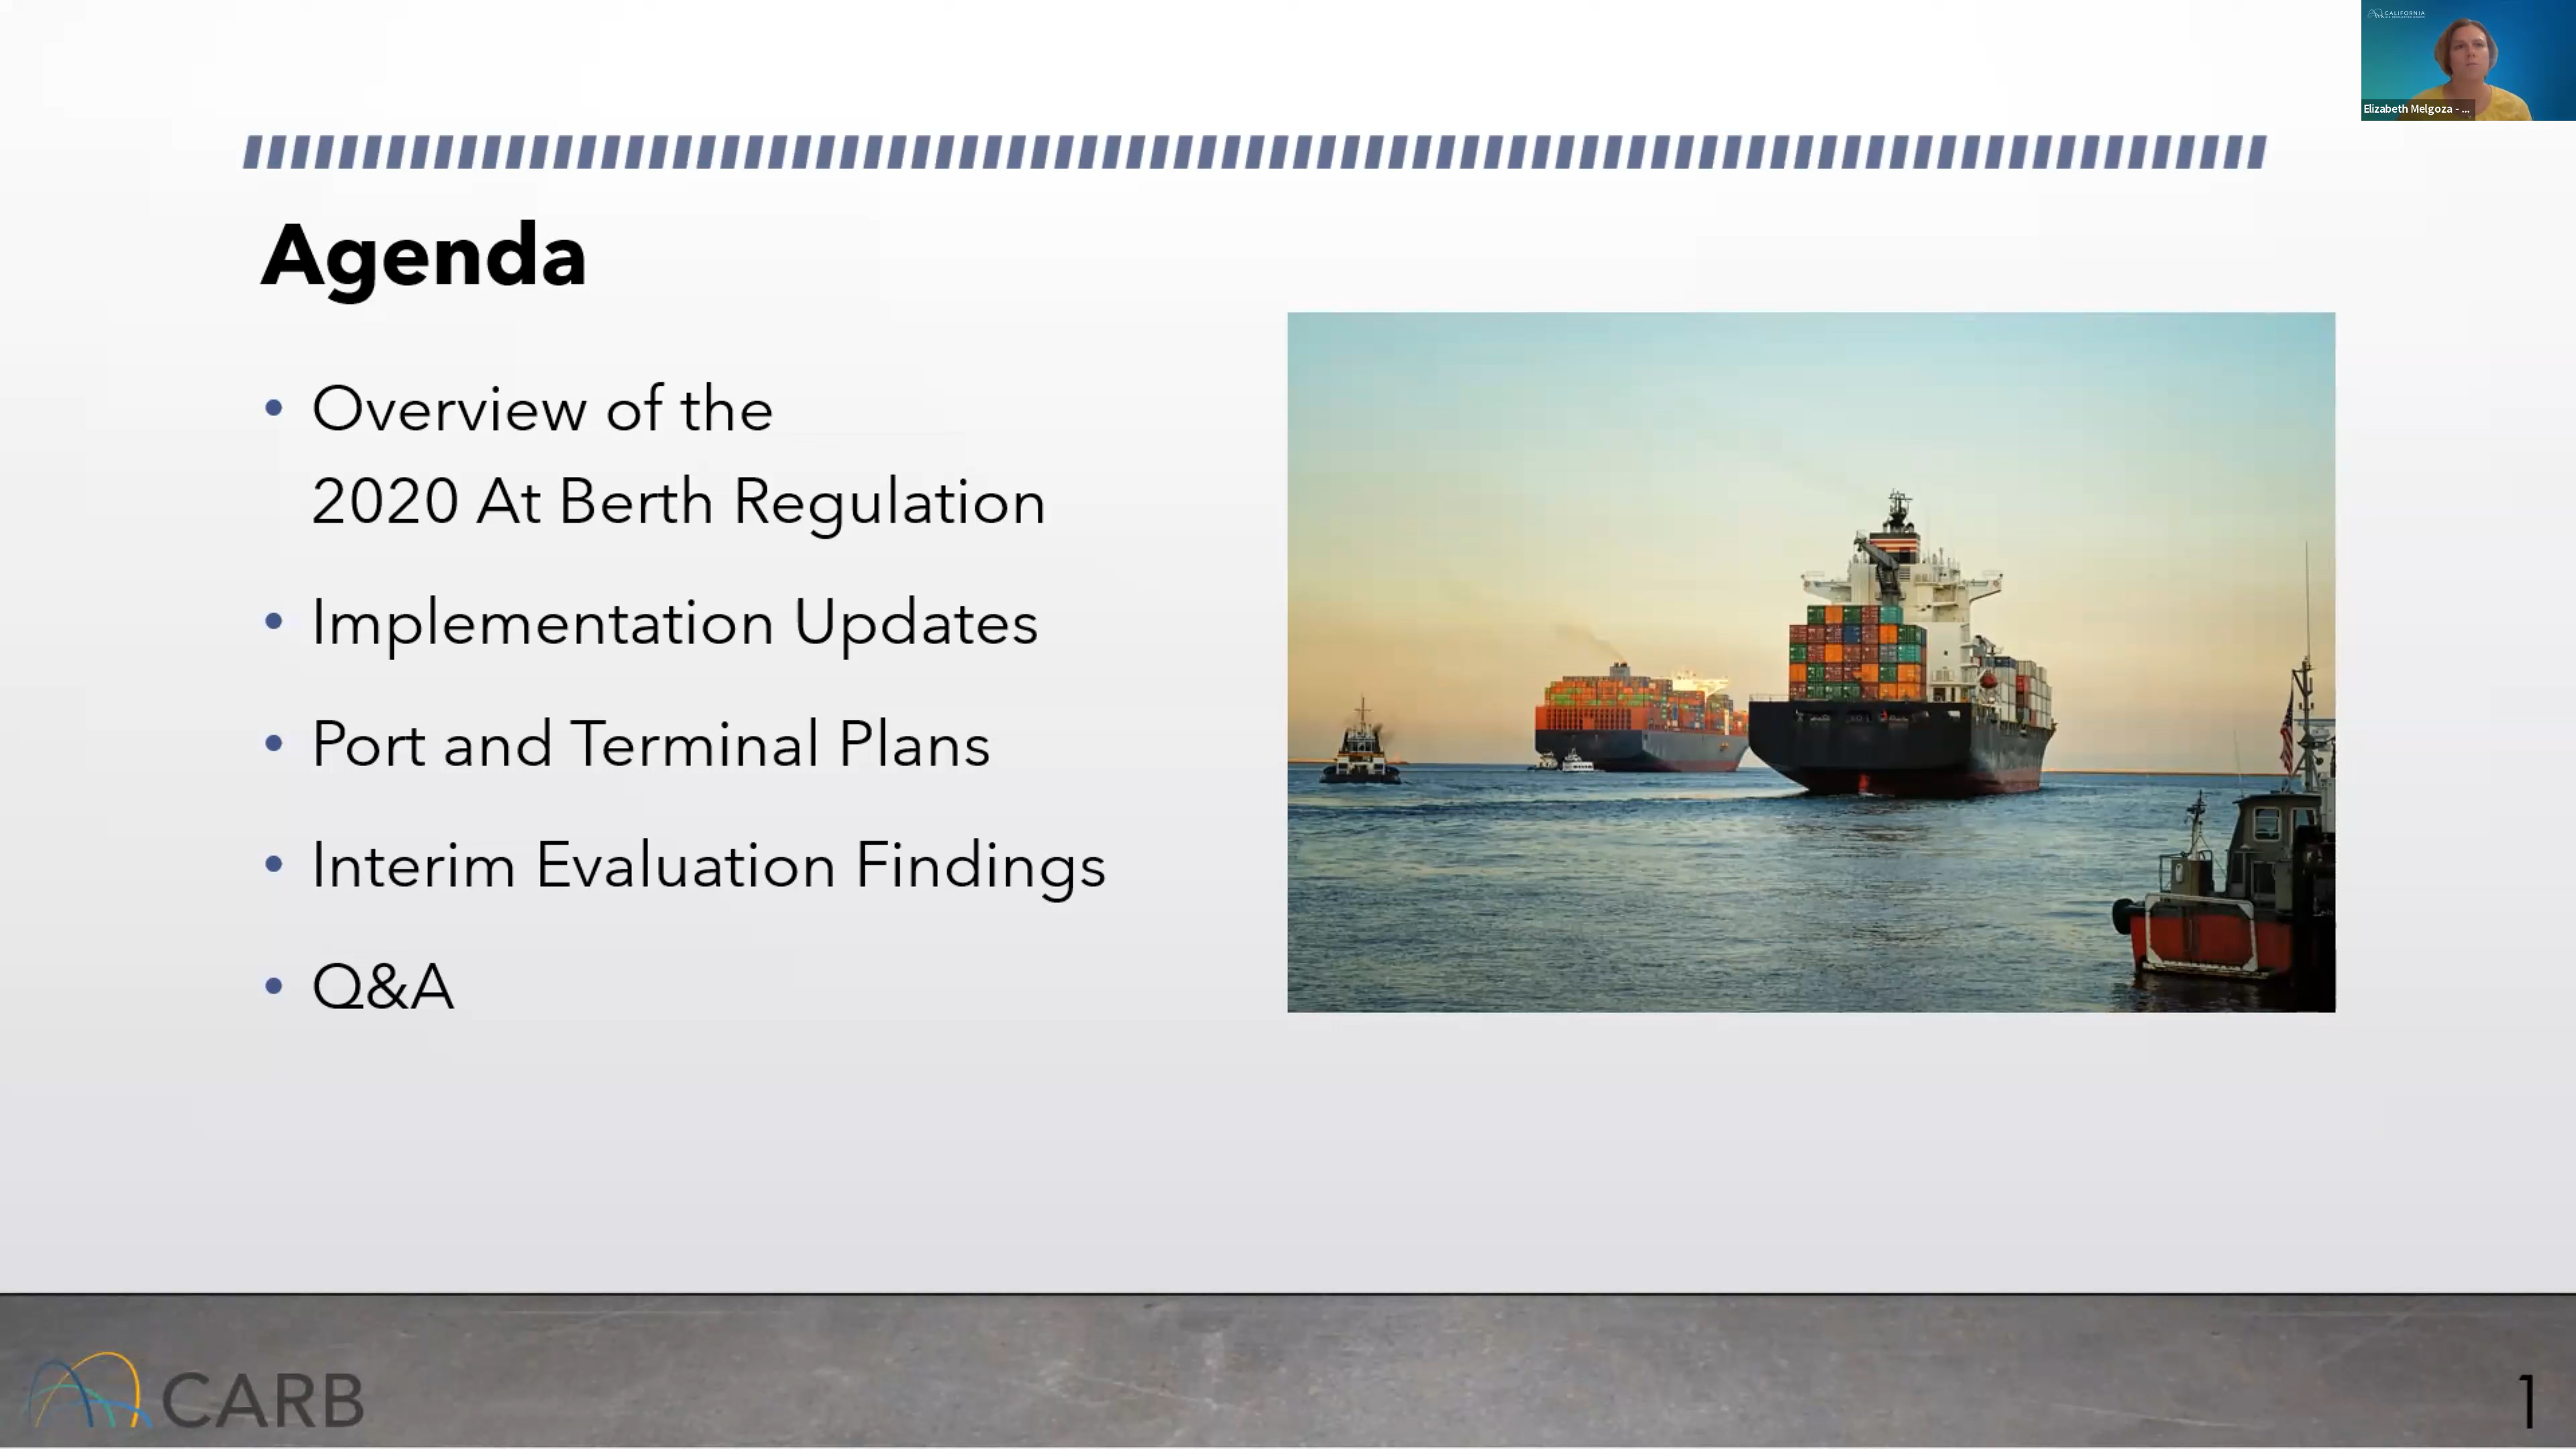 CALIFORNIA
Elizabeth Melgoza - ...
Agenda
• Overview of the
2020 At Berth Regulation
• Implementation Updates
• Port and Terminal Plans
• Interim Evaluation Findings
• Q&A
CARB
1